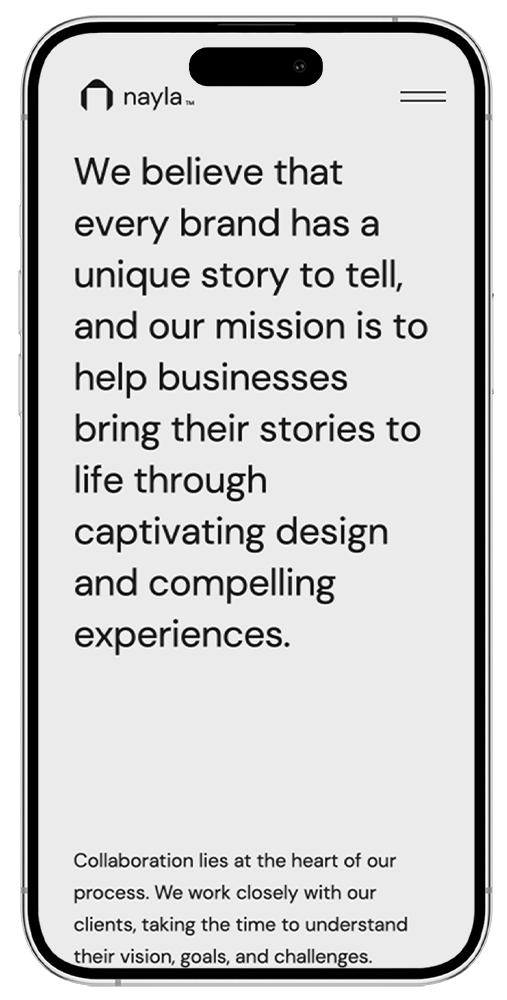 nayla™
We believe that
every brand has a
unique story to tell,
and our mission is to
help businesses
bring their stories to
life through
captivating design
and compelling
experiences.
Collaboration lies at the heart of our
process. We work closely with our
clients, taking the time to understand
their vision, goals, and challenges.